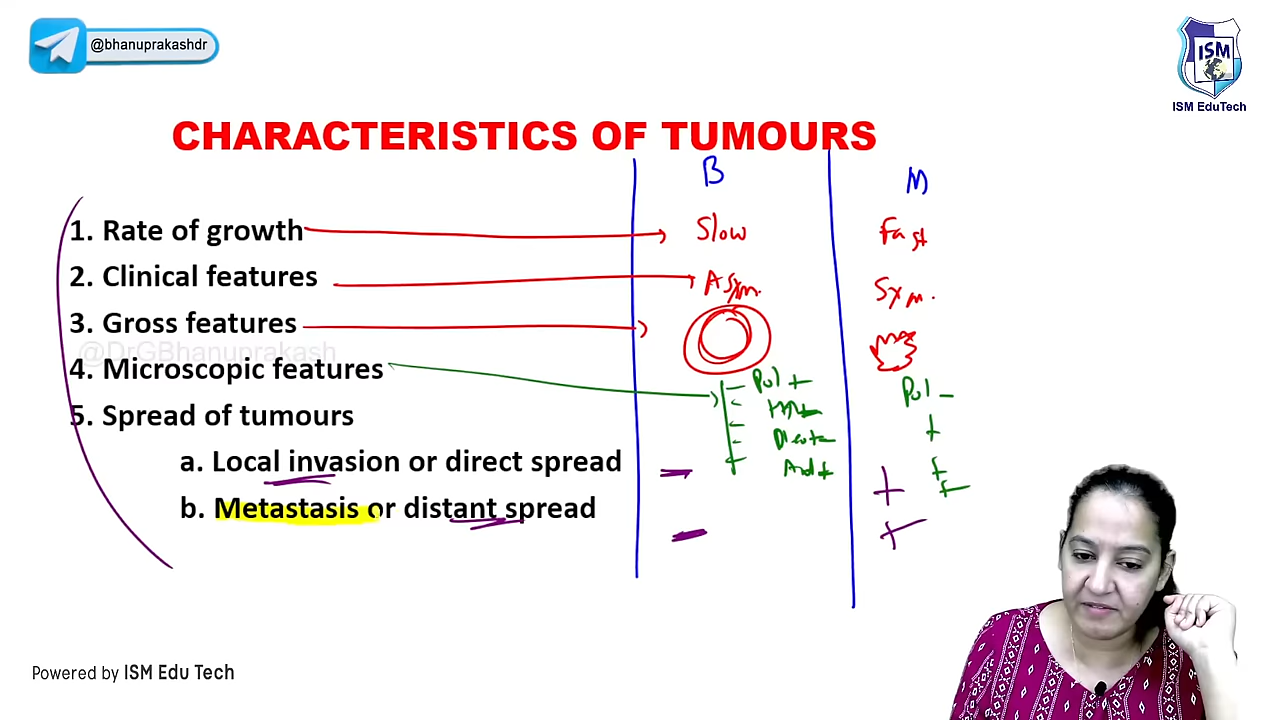 @bhanuprakashdr
ISM
ISM EduTech
CHARACTERISTICS OF TUMOURS
B M
1. Rate of growth Slow Fast
2. Clinical features Asym. Sym.
3. Gross features
@DrGBhanuprakash
4. Microscopic features Pol + Pol -
5. Spread of tumours +
a. Local invasion or direct spread - +
b. Metastasis or distant spread - +
Powered by ISM Edu Tech